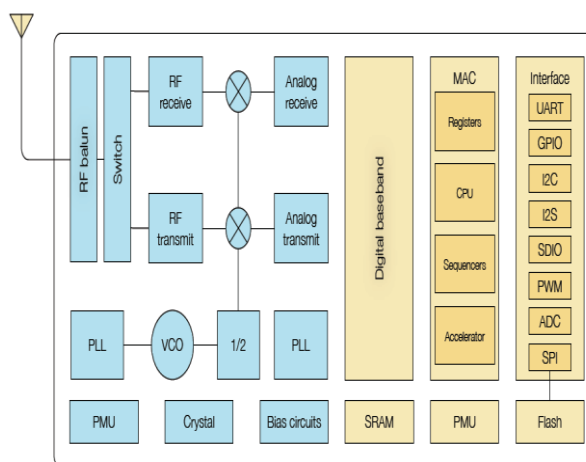 RF balun
Switch
RF
receive
Analog
receive
RF
transmit
Analog
transmit
PLL
VCO
1/2
PLL
PMU
Crystal
Bias circuits
Digital baseband
SRAM
MAC
Registers
CPU
Sequencers
Accelerator
PMU
Interface
UART
GPIO
I2C
I2S
SDIO
PWM
ADC
SPI
Flash